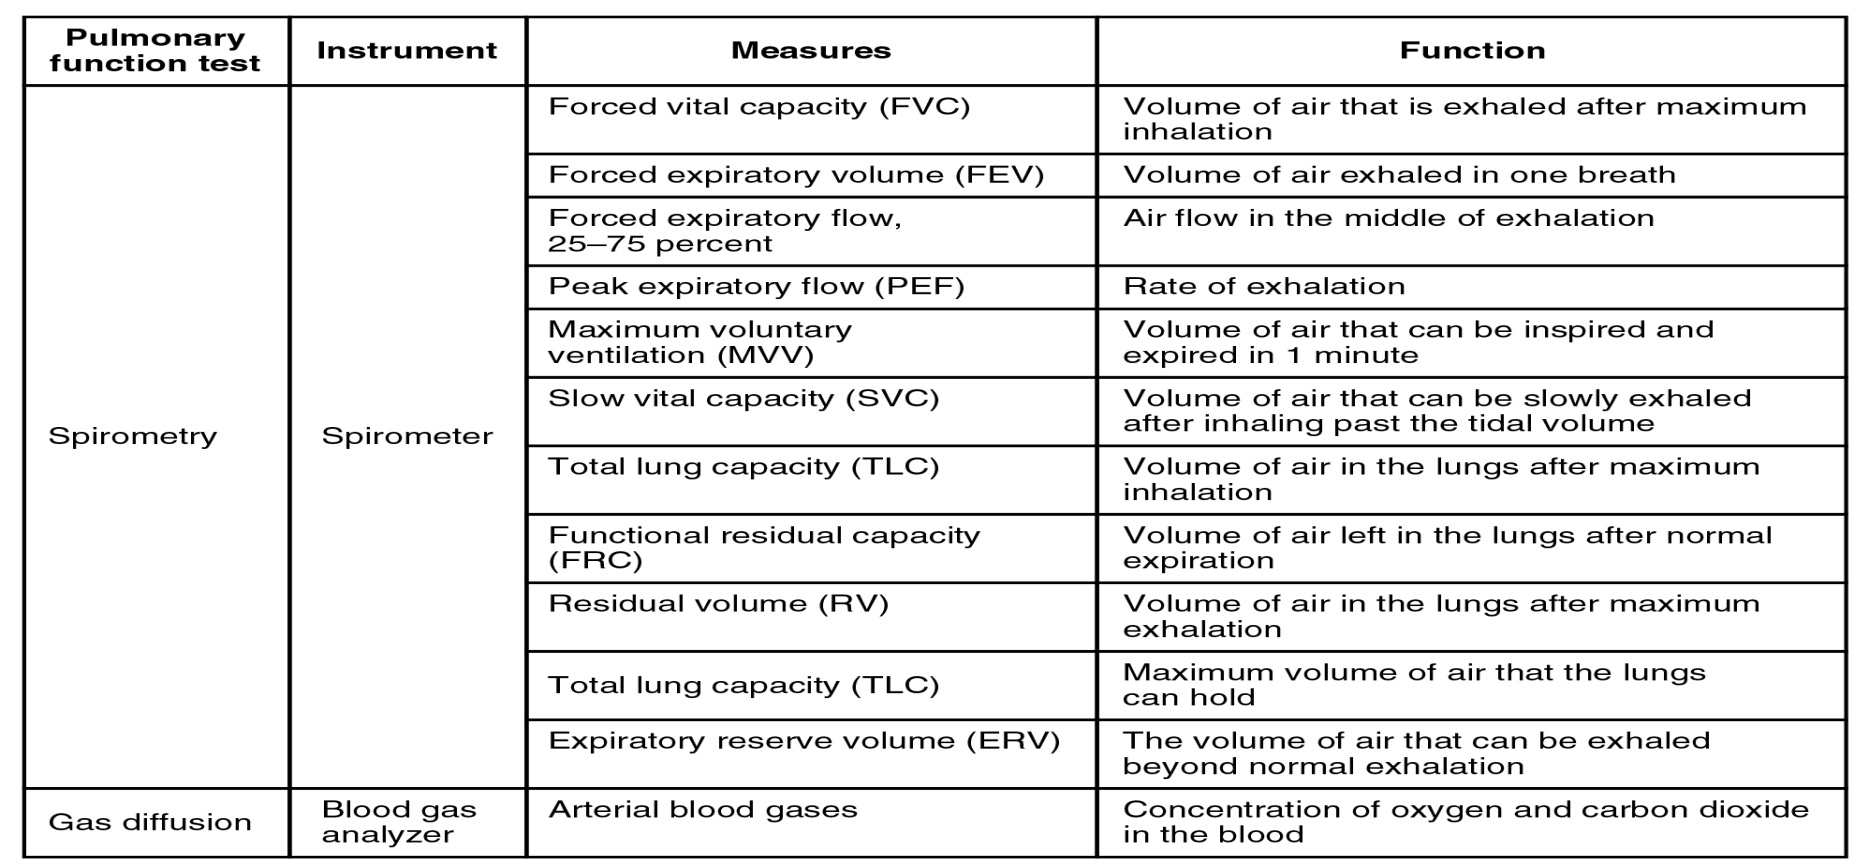 Pulmonary
function test
Instrument
Measures
Function
Spirometry
Spirometer
Forced vital capacity (FVC)
Volume of air that is exhaled after maximum
inhalation
Forced expiratory volume (FEV)
Volume of air exhaled in one breath
Forced expiratory flow,
25–75 percent
Air flow in the middle of exhalation
Peak expiratory flow (PEF)
Rate of exhalation
Maximum voluntary
ventilation (MVV)
Volume of air that can be inspired and
expired in 1 minute
Slow vital capacity (SVC)
Volume of air that can be slowly exhaled
after inhaling past the tidal volume
Total lung capacity (TLC)
Volume of air in the lungs after maximum
inhalation
Functional residual capacity
(FRC)
Volume of air left in the lungs after normal
expiration
Residual volume (RV)
Volume of air in the lungs after maximum
exhalation
Total lung capacity (TLC)
Maximum volume of air that the lungs
can hold
Expiratory reserve volume (ERV)
The volume of air that can be exhaled
beyond normal exhalation
Gas diffusion
Blood gas
analyzer
Arterial blood gases
Concentration of oxygen and carbon dioxide
in the blood